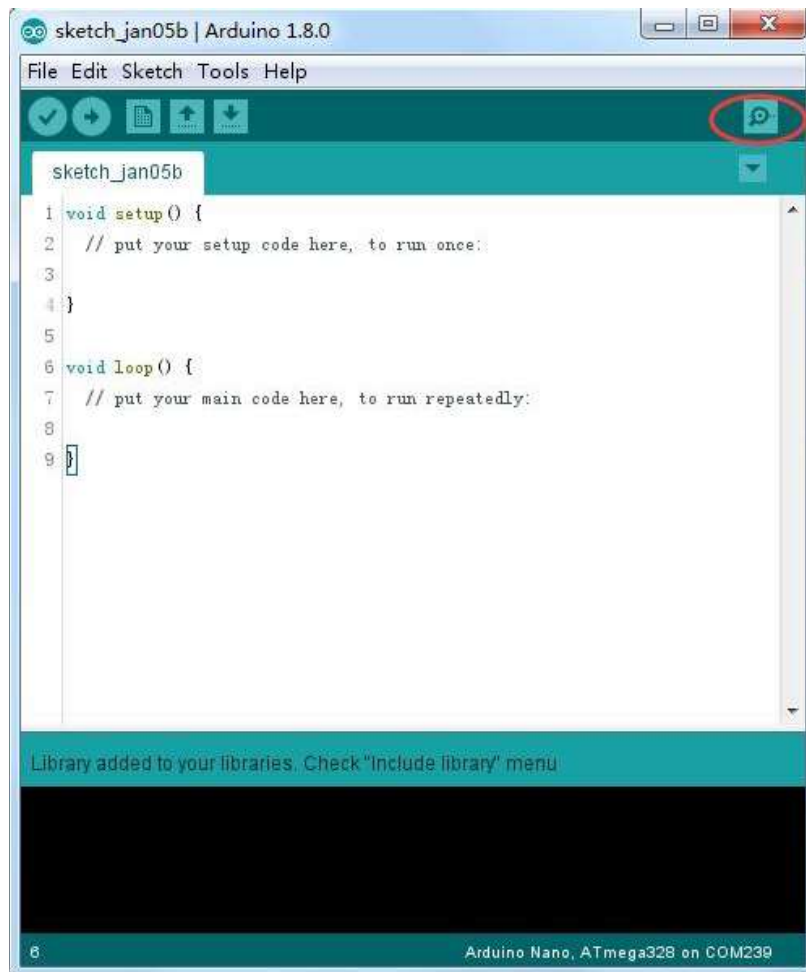 sketch_jan05b | Arduino 1.8.0
File Edit Sketch Tools Help
sketch_jan05b
1 void setup() {
2 // put your setup code here, to run once:
3
4 }
5
6 void loop() {
7 // put your main code here, to run repeatedly:
8
9 }
Library added to your libraries. Check "Include library" menu
6 Arduino Nano, ATmega328 on COM239